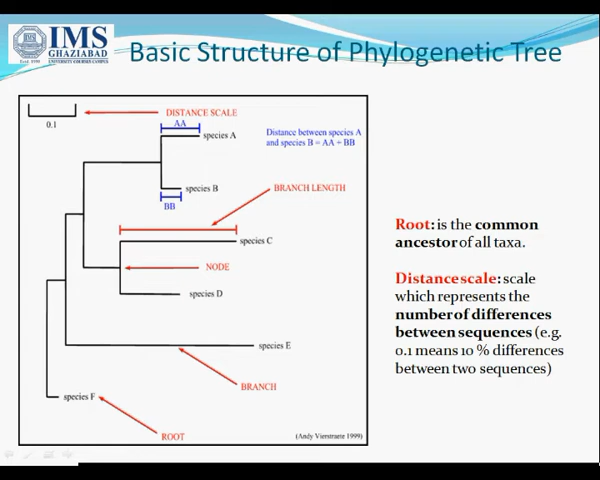 IMS
GHAZIABAD
UNIVERSITY COURSES CAMPUS
Estd. 1990
Basic Structure of Phylogenetic Tree
0.1
DISTANCE SCALE
AA
species A
Distance between species A
and species B = AA + BB
species B
BB
BRANCH LENGTH
species C
NODE
species D
species E
BRANCH
species F
ROOT
(Andy Vierstraete 1999)
Root: is the common
ancestor of all taxa.
Distance scale: scale
which represents the
number of differences
between sequences (e.g.
0.1 means 10 % differences
between two sequences)